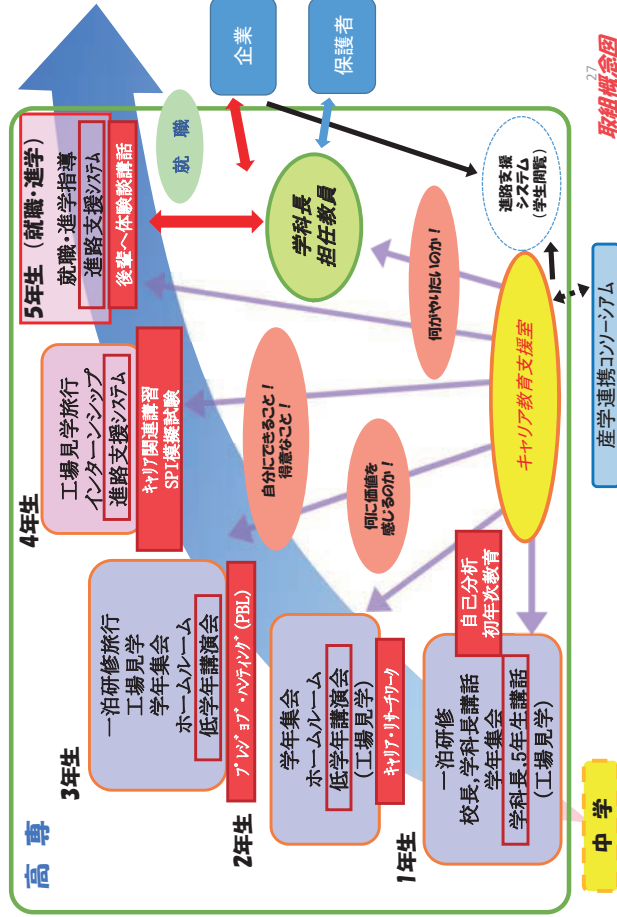 高 専
5年生 (就職・進学)
就職・進学指導
進路支援システム
後輩へ体験談講話
就 職
企業
保護者
4年生
工場見学旅行
インターンシップ
進路支援システム
キャリア関連講習
SPI模擬試験
学科長
担任教員
3年生
一泊研修旅行
工場見学
学年集会
ホームルーム
低学年講演会
プレジョブ・ハンティング(PBL)
自分にできること!
得意なこと!
何がやりたいのか!
何に価値を
感じるのか!
進路支援
システム
(学生閲覧)
2年生
学年集会
ホームルーム
低学年講演会
(工場見学)
キャリア・リサーチワーク
1年生
一泊研修
校長,学科長講話
学年集会
学科長,5年生講話
(工場見学)
自己分析
初年次教育
キャリア教育支援室
中 学
産学連携コンソーシアム
27
取組概念図